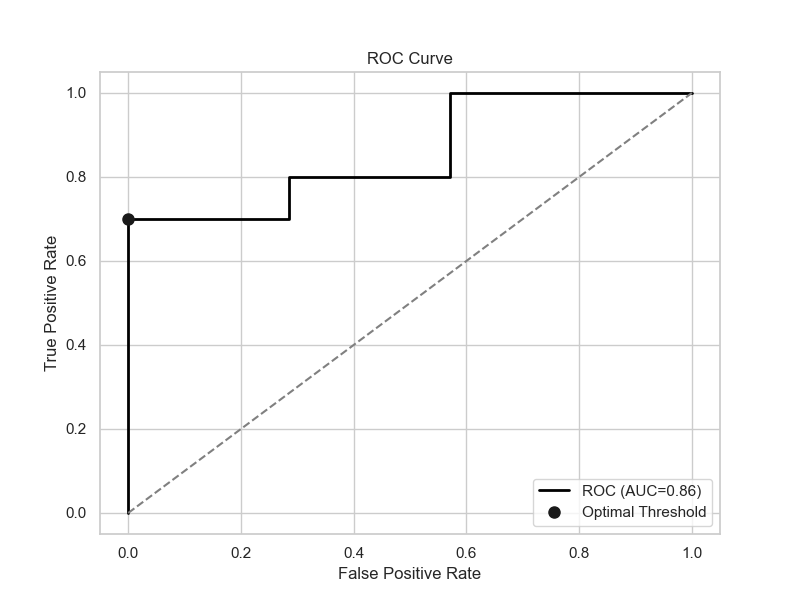 ROC Curve
True Positive Rate
1.0
0.8
0.6
0.4
0.2
0.0
ROC (AUC=0.86)
Optimal Threshold
0.0 0.2 0.4 0.6 0.8 1.0
False Positive Rate